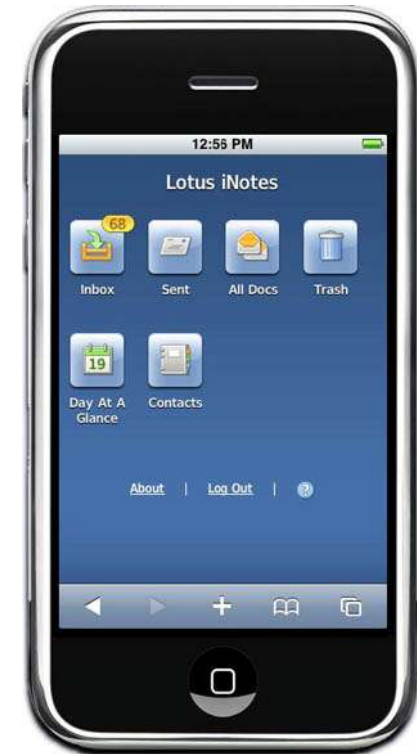 12:56 PM
Lotus iNotes
68
Inbox
Sent
All Docs
Trash
19
Day At A
Glance
Contacts
About | Log Out | ?